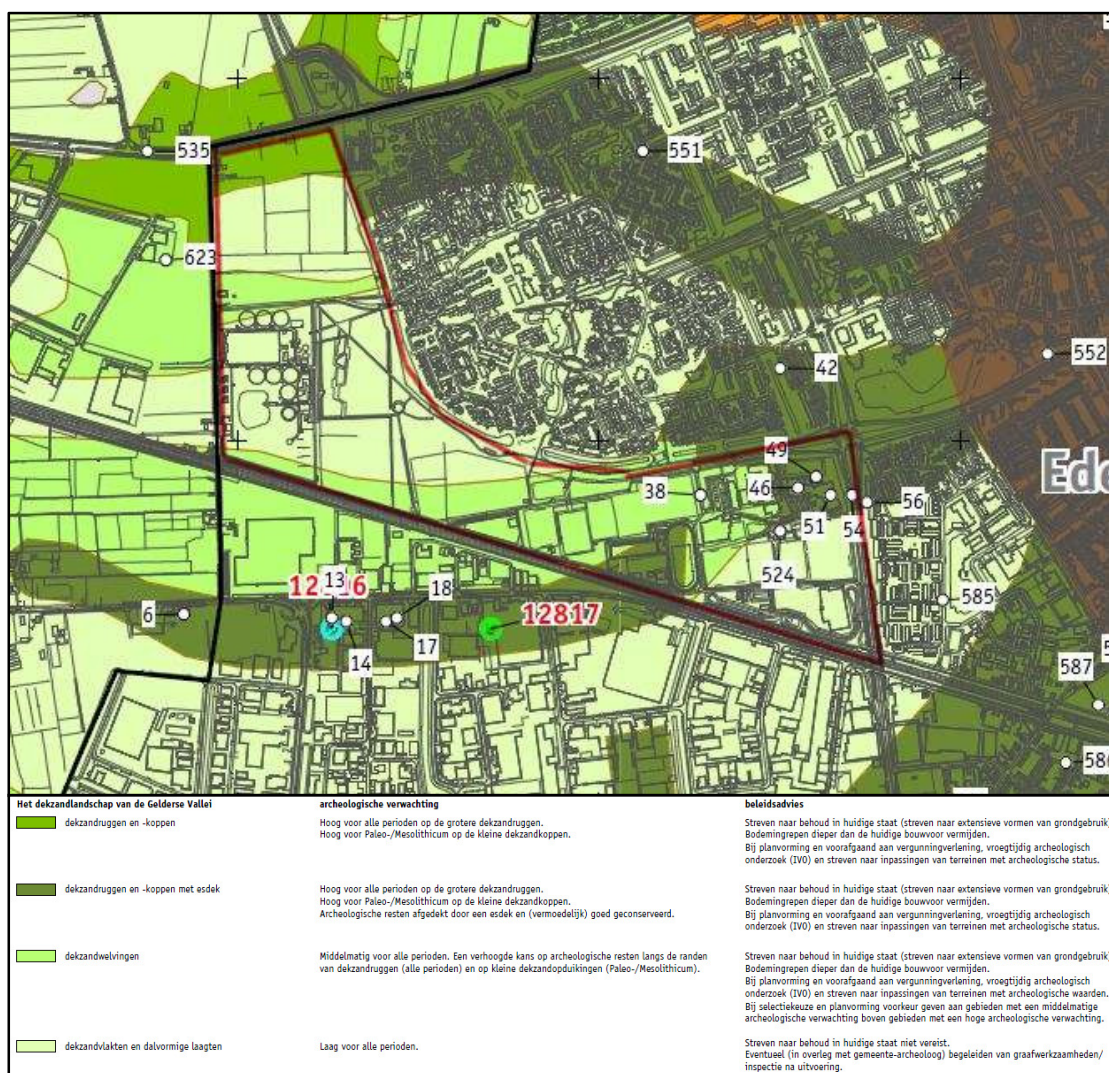 535
551
623
552
42
49
Ed
38
46
56
51
54
524
13
18
585
6
12817
17
14
587
Het dekzandlandschap van de Gelderse Vallei
archeologische verwachting
beleidsadvies
dekzandruggen en -koppen
Hoog voor alle perioden op de grotere dekzandruggen.
Hoog voor Paleo-/Mesolithicum op de kleine dekzandkoppen.
Streven naar behoud in huidige staat (streven naar extensieve vormen van grondgebruik)
Bodemingrepen dieper dan de huidige bouwvoor vermijden.
Bij planvorming en voorafgaand aan vergunningverlening, vroegtijdig archeologisch
onderzoek (IVO) en streven naar inpassingen van terreinen met archeologische status.
dekzandruggen en -koppen met esdek
Hoog voor alle perioden op de grotere dekzandruggen.
Hoog voor Paleo-/Mesolithicum op de kleine dekzandkoppen.
Archeologische resten afgedekt door een esdek en (vermoedelijk) goed geconserveerd.
Streven naar behoud in huidige staat (streven naar extensieve vormen van grondgebruik)
Bodemingrepen dieper dan de huidige bouwvoor vermijden.
Bij planvorming en voorafgaand aan vergunningverlening, vroegtijdig archeologisch
onderzoek (IVO) en streven naar inpassingen van terreinen met archeologische status.
dekzandwelvingen
Middelmatig voor alle perioden. Een verhoogde kans op archeologische resten langs de randen
van dekzandruggen (alle perioden) en op kleine dekzandopduikingen (Paleo-/Mesolithicum).
Streven naar behoud in huidige staat (streven naar extensieve vormen van grondgebruik)
Bodemingrepen dieper dan de huidige bouwvoor vermijden.
Bij planvorming en voorafgaand aan vergunningverlening, vroegtijdig archeologisch
onderzoek (IVO) en streven naar inpassingen van terreinen met archeologische waarden.
Bij selectiekeuze en planvorming voorkeur geven aan gebieden met een middelmatige
archeologische verwachting boven gebieden met een hoge archeologische verwachting.
dekzandvlakten en dalvormige laagten
Laag voor alle perioden.
Streven naar behoud in huidige staat niet vereist.
Eventueel (in overleg met gemeente-archeoloog) begeleiden van graafwerkzaamheden/
inspectie na uitvoering.